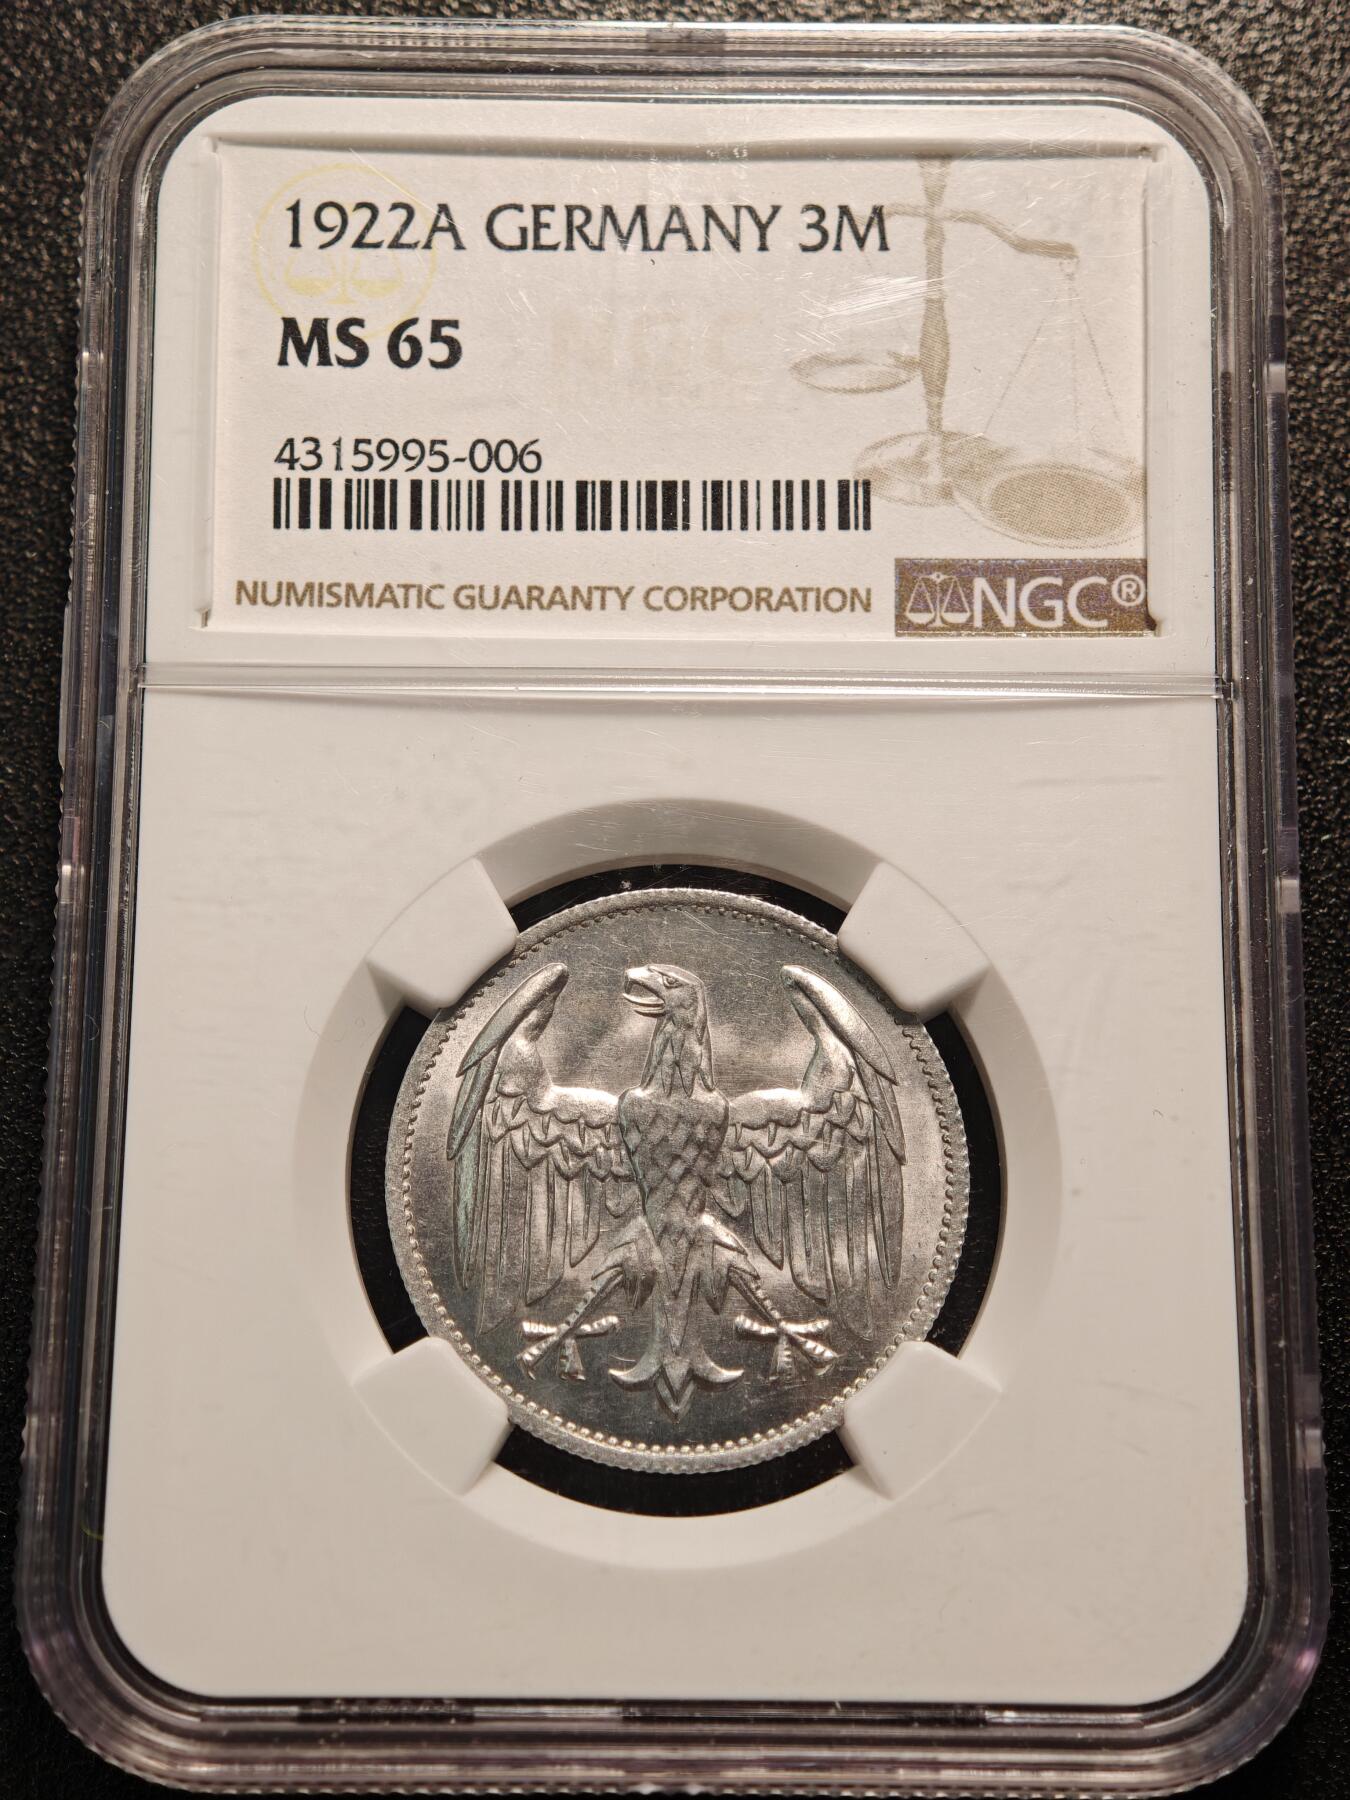 1922A GERMANY 3M
MS 65
4315995-006
NUMISMATIC GUARANTY CORPORATION
NGC®